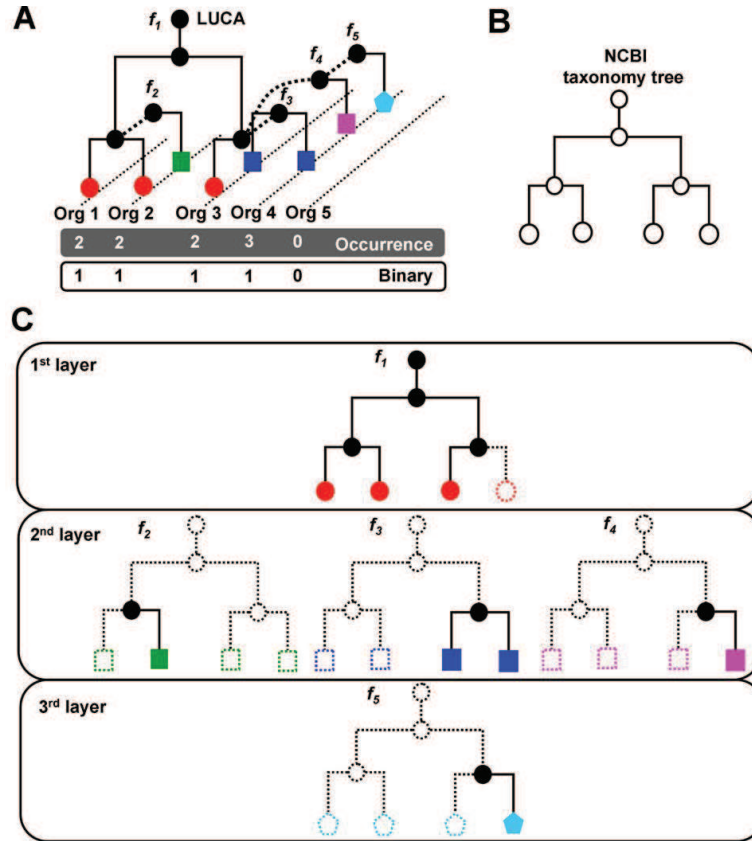 A
f1 LUCA
f2
f3
f4
f5
Org 1 Org 2 Org 3 Org 4 Org 5
2 2 2 3 0 Occurrence
1 1 1 1 0 Binary
B
NCBI
taxonomy tree
C
1st layer
f1
2nd layer
f2 f3 f4
3rd layer
f5